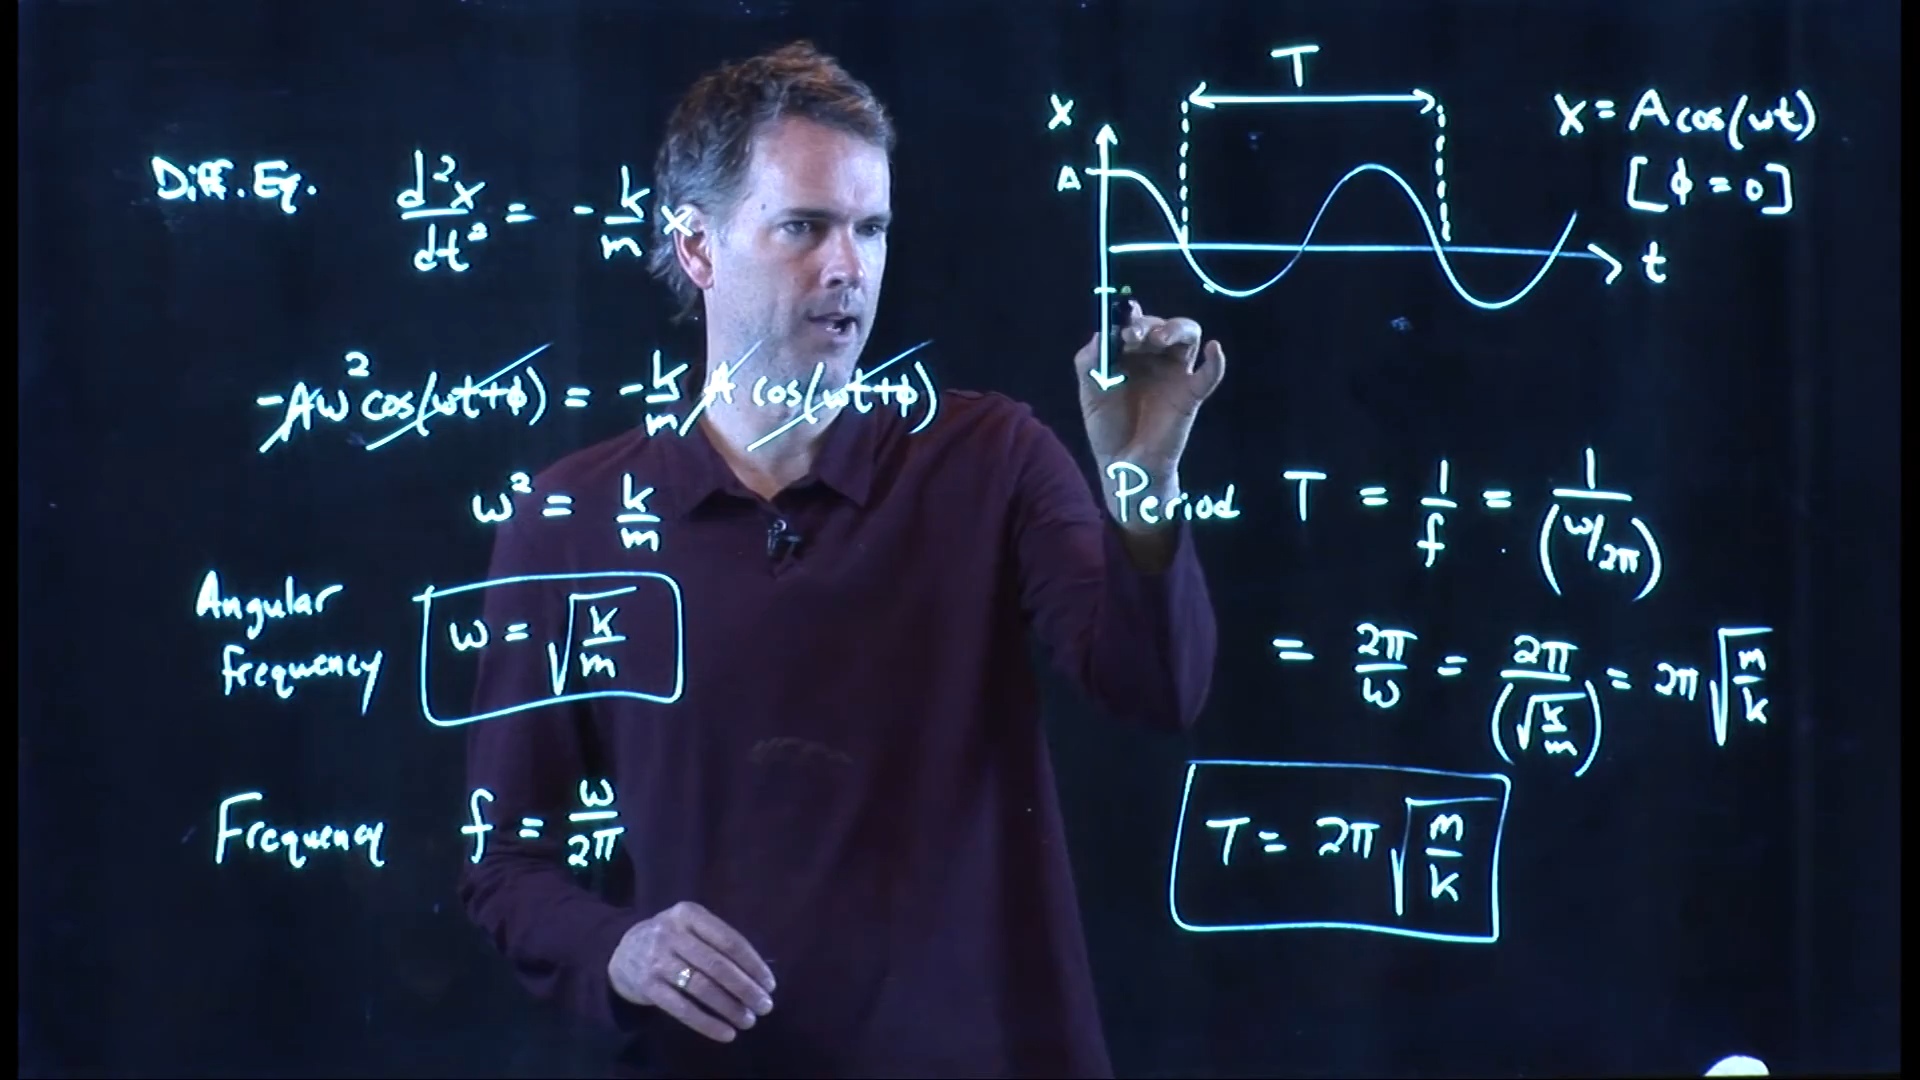 Diff. Eq. d²x/dt² = - k/m x
-Aω² cos(ωt+φ) = - k/m A cos(ωt+φ)
ω² = k/m
Angular frequency ω = √(k/m)
Frequency f = ω/2π
T
X
A
t
X = A cos(ωt)
[φ = 0]
Period T = 1/f = 1/(ω/2π)
= 2π/ω = 2π/(√(k/m)) = 2π √(m/k)
T = 2π √(m/k)